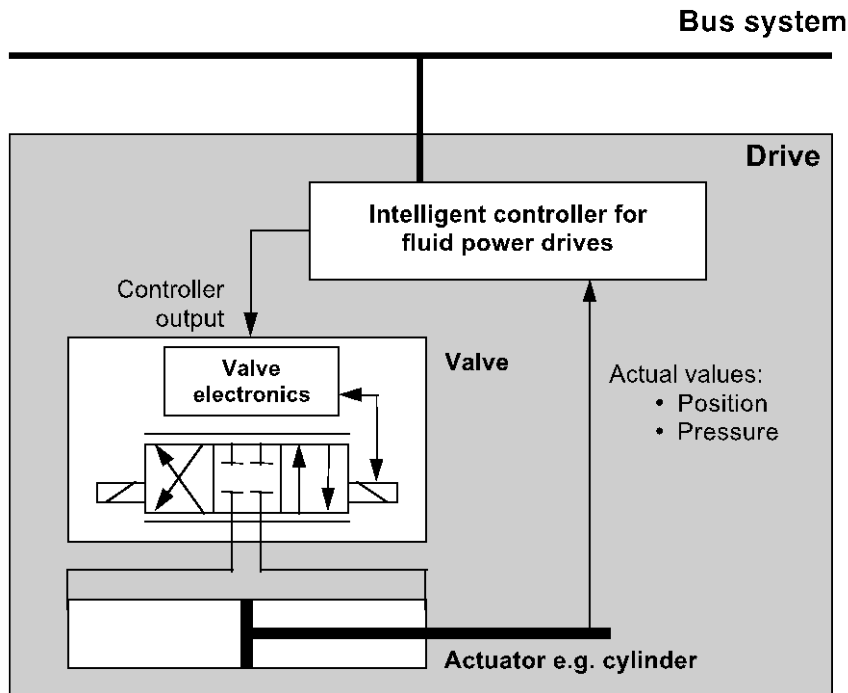 Bus system
Drive
Intelligent controller for
fluid power drives
Controller
output
Valve
electronics
Valve
Actual values:
• Position
• Pressure
Actuator e.g. cylinder